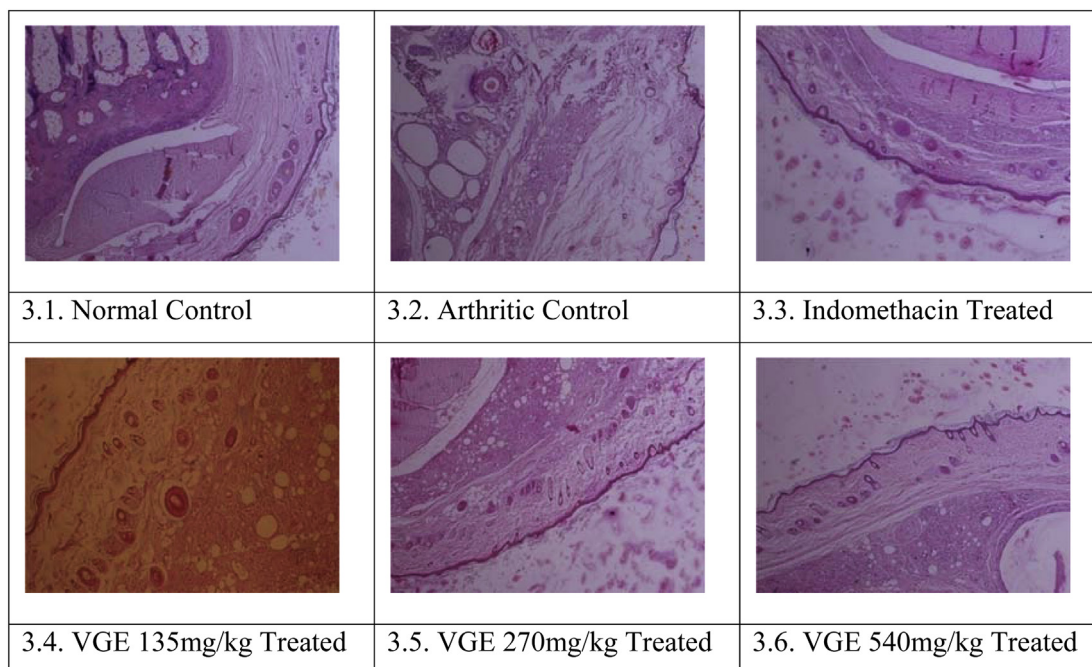 3.1. Normal Control
3.2. Arthritic Control
3.3. Indomethacin Treated
3.4. VGE 135mg/kg Treated
3.5. VGE 270mg/kg Treated
3.6. VGE 540mg/kg Treated